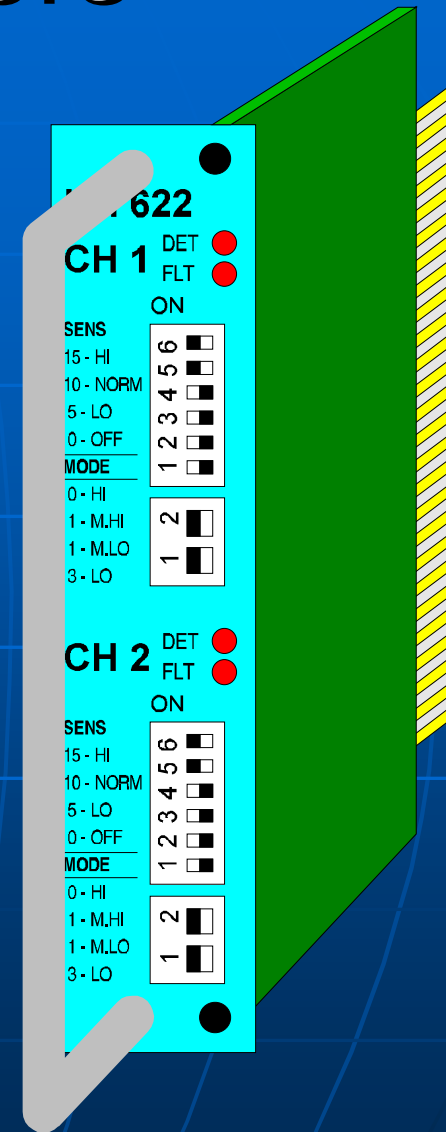 622
CH 1 DET
FLT
ON
SENS
15 - HI
10 - NORM
5 - LO
0 - OFF
MODE
0 - HI
1 - M.HI
1 - M.LO
3 - LO
6
5
4
3
2
1
2
1
CH 2 DET
FLT
ON
SENS
15 - HI
10 - NORM
5 - LO
0 - OFF
MODE
0 - HI
1 - M.HI
1 - M.LO
3 - LO
6
5
4
3
2
1
2
1